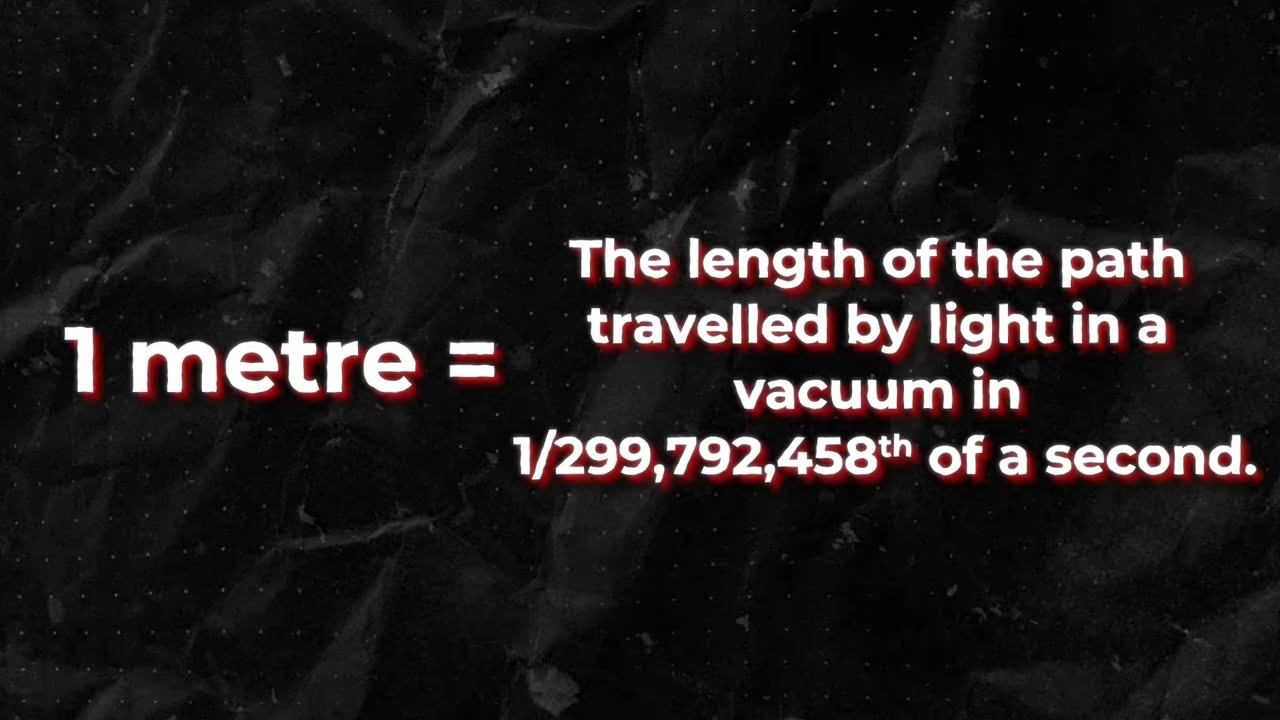 1 metre =
The length of the path
travelled by light in a
vacuum in
1/299,792,458th of a second.